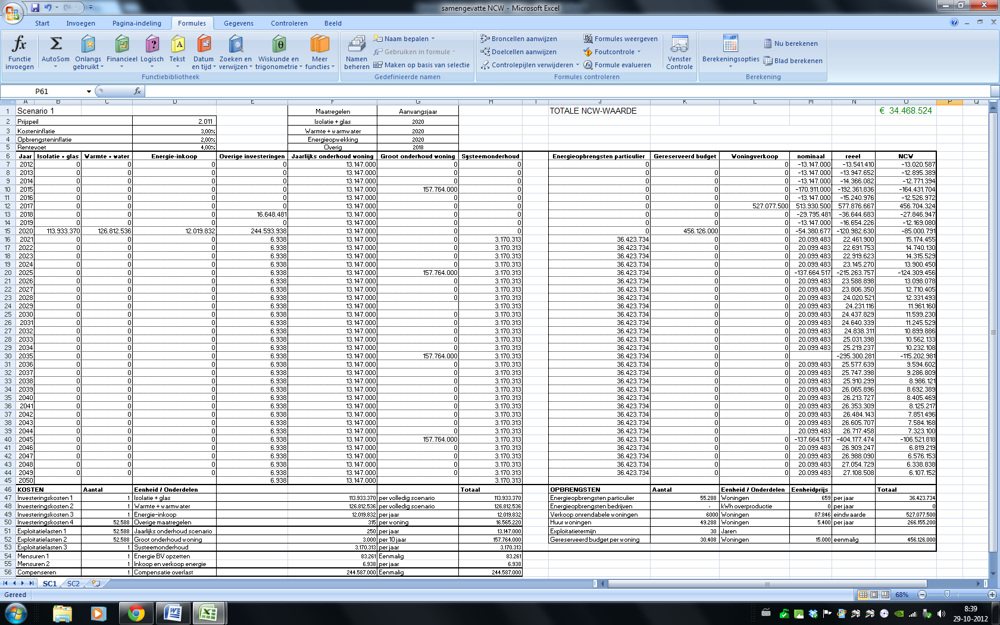 samengevatte NCW - Microsoft Excel
Start Invoegen Pagina-indeling Formules Gegevens Controleren Beeld
Functie invoegen
AutoSom
Onlangs gebruikt
Financieel
Logisch
Tekst
Datum en tijd
Zoeken en verwijzen
Wiskunde en trigonometrie
Meer functies
Functiebibliotheek
Namen beheren
Naam bepalen
Gebruiken in formule
Maken op basis van selectie
Gedefinieerde namen
Broncellen aanwijzen
Doelcellen aanwijzen
Controlepijlen verwijderen
Formules weergeven
Foutcontrole
Formule evalueren
Formules controleren
Venster Controle
Berekeningsopties
Nu berekenen
Blad berekenen
Berekening
P61 fx
A B C D E F G H I J K L M N O P Q
1 Scenario 1 Maatregelen Aanvangsjaar TOTALE NCW-WAARDE € 34.468.524
2 Prijspeil 2.011 Isolatie + glas 2020
3 Kosteninflatie 3,00% Warmte + warmwater 2020
4 Opbrengsteninflatie 2,00% Energieopwekking 2020
5 Rentevoet 4,00% Overig 2018
6 Jaar Isolatie + glas Warmte + water Energie-inkoop Overige investeringen Jaarlijks onderhoud woning Groot onderhoud woning Systeemonderhoud Energieopbrengsten particulier Gereserveerd budget Woningverkoop nominaal reeel NCW
7 2012 0 0 0 0 13.147.000 0 0 0 0 -13.147.000 -13.541.410 -13.020.587
8 2013 0 0 0 0 13.147.000 0 0 0 0 0 -13.147.000 -13.947.652 -12.895.389
9 2014 0 0 0 0 13.147.000 0 0 0 0 0 -13.147.000 -14.366.082 -12.771.394
10 2015 0 0 0 0 13.147.000 157.764.000 0 0 0 0 -170.911.000 -192.361.836 -164.431.704
11 2016 0 0 0 0 13.147.000 0 0 0 0 0 -13.147.000 -15.240.976 -12.526.972
12 2017 0 0 0 0 13.147.000 0 0 0 0 527.077.500 513.930.500 577.876.667 456.704.324
13 2018 0 0 0 16.648.481 13.147.000 0 0 0 0 0 -29.795.481 -36.644.683 -27.846.947
14 2019 0 0 0 0 13.147.000 0 0 0 0 0 -13.147.000 -16.654.226 -12.169.080
15 2020 113.933.370 126.812.536 12.019.832 244.593.938 13.147.000 0 0 0 456.126.000 0 -54.380.677 -120.982.630 -85.000.791
16 2021 0 0 0 6.938 13.147.000 0 3.170.313 36.423.734 0 0 20.099.483 22.461.900 15.174.455
17 2022 0 0 0 6.938 13.147.000 0 3.170.313 36.423.734 0 0 20.099.483 22.691.753 14.740.130
18 2023 0 0 0 6.938 13.147.000 0 3.170.313 36.423.734 0 0 20.099.483 22.919.623 14.315.529
19 2024 0 0 0 6.938 13.147.000 0 3.170.313 36.423.734 0 0 20.099.483 23.145.270 13.900.450
20 2025 0 0 0 6.938 13.147.000 157.764.000 3.170.313 36.423.734 0 0 -137.664.517 -215.263.757 -124.309.456
21 2026 0 0 0 6.938 13.147.000 0 3.170.313 36.423.734 0 0 20.099.483 23.588.898 13.098.078
22 2027 0 0 0 6.938 13.147.000 0 3.170.313 36.423.734 0 0 20.099.483 23.806.350 12.710.405
23 2028 0 0 0 6.938 13.147.000 0 3.170.313 36.423.734 0 0 20.099.483 24.020.521 12.331.493
24 2029 0 0 0 6.938 13.147.000 3.170.313 36.423.734 0 0 20.099.483 24.231.116 11.961.160
25 2030 0 0 0 6.938 13.147.000 0 3.170.313 36.423.734 0 0 20.099.483 24.437.829 11.599.230
26 2031 0 0 0 6.938 13.147.000 0 3.170.313 36.423.734 0 0 20.099.483 24.640.339 11.245.529
27 2032 0 0 0 6.938 13.147.000 0 3.170.313 36.423.734 0 0 20.099.483 24.838.311 10.899.886
28 2033 0 0 0 6.938 13.147.000 0 3.170.313 36.423.734 0 0 20.099.483 25.031.398 10.562.133
29 2034 0 0 0 6.938 13.147.000 0 3.170.313 36.423.734 0 0 20.099.483 25.219.237 10.232.108
30 2035 0 0 0 6.938 13.147.000 157.764.000 3.170.313 36.423.734 0 0 -295.300.281 -115.202.981
31 2036 0 0 0 6.938 13.147.000 0 3.170.313 36.423.734 0 0 20.099.483 25.577.639 9.594.602
32 2037 0 0 0 6.938 13.147.000 0 3.170.313 36.423.734 0 0 20.099.483 25.747.398 9.286.809
33 2038 0 0 0 6.938 13.147.000 0 3.170.313 36.423.734 0 0 20.099.483 25.910.299 8.986.121
34 2039 0 0 0 6.938 13.147.000 0 3.170.313 36.423.734 0 0 20.099.483 26.065.896 8.692.389
35 2040 0 0 0 6.938 13.147.000 0 3.170.313 36.423.734 0 0 20.099.483 26.213.727 8.405.469
36 2041 0 0 0 6.938 13.147.000 0 3.170.313 36.423.734 0 0 20.099.483 26.353.309 8.125.217
37 2042 0 0 0 6.938 13.147.000 0 3.170.313 36.423.734 0 0 20.099.483 26.484.143 7.851.496
38 2043 0 0 0 6.938 13.147.000 0 3.170.313 36.423.734 0 0 20.099.483 26.605.707 7.584.168
39 2044 0 0 0 6.938 13.147.000 0 3.170.313 36.423.734 0 20.099.483 26.717.458 7.323.100
40 2045 0 0 0 6.938 13.147.000 157.764.000 3.170.313 36.423.734 0 0 -137.664.517 -404.177.474 -106.521.818
41 2046 0 0 0 6.938 13.147.000 0 3.170.313 36.423.734 0 0 20.099.483 26.909.247 6.819.219
42 2047 0 0 0 6.938 13.147.000 0 3.170.313 36.423.734 0 0 20.099.483 26.988.090 6.576.153
43 2048 0 0 0 6.938 13.147.000 0 3.170.313 36.423.734 0 0 20.099.483 27.054.729 6.338.838
44 2049 0 0 0 6.938 13.147.000 0 3.170.313 36.423.734 0 0 20.099.483 27.108.508 6.107.152
45 2050 6.938 13.147.000 3.170.313
46 KOSTEN Aantal Eenheid / Onderdelen Totaal OPBRENGSTEN Aantal Eenheid / Onderdelen Eenheidprijs Totaal
47 Investeringskosten 1 1 Isolatie + glas 113.933.370 per volledig scenario 113.933.370 Energieopbrengsten particulier 55.288 Woningen 659 per jaar 36.423.734
48 Investeringskosten 2 1 Warmte + warmwater 126.812.536 per volledig scenario 126.812.536 Energieopbrengsten bedrijven - kWh overproductie 0 per jaar 0
49 Investeringskosten 3 1 Energie-inkoop 12.019.832 per jaar 12.019.832 Verkoop onrendabele woningen 6000 Woningen 87.846 eindwaarde 527.077.500
50 Investeringskosten 4 52.588 Overige maatregelen 315 per woning 16.565.220 Huur woningen 49.288 Woningen 5.400 per jaar 266.155.200
51 Exploitatielasten 1 52.588 Jaarlijks onderhoud scenario 250 per jaar 13.147.000 Exploitatietermijn 30 Jaren
52 Exploitatielasten 2 52.588 Groot onderhoud woning 3.000 per 10 jaar 157.764.000 Gereserveerd budget per woning 30.408 Woningen 15.000 eenmalig 456.126.000
53 Exploitatielasten 3 1 Systeemonderhoud 3.170.313 per jaar 3.170.313
54 Mensuren 1 1 Energie BV opzetten 83.261 Eenmalig 83.261
55 Mensuren 2 1 Inkoop en verkoop energie 6.938 per jaar 6.938
56 Compenseren 1 Compensatie overlast 244.587.000 Eenmalig 244.587.000
SC1 SC2
Gereed 68%
8:39
29-10-2012